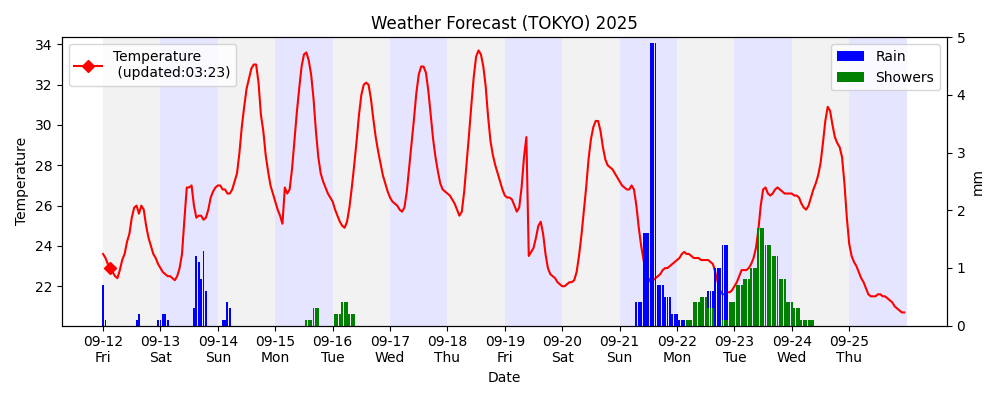 Weather Forecast (TOKYO) 2025
Temperature
(updated:03:23)
Rain
Showers
34
32
30
28
26
24
22
5
4
3
2
1
0
Temperature
mm
09-12 09-13 09-14 09-15 09-16 09-17 09-18 09-19 09-20 09-21 09-22 09-23 09-24 09-25
Fri Sat Sun Mon Tue Wed Thu Fri Sat Sun Mon Tue Wed Thu
Date